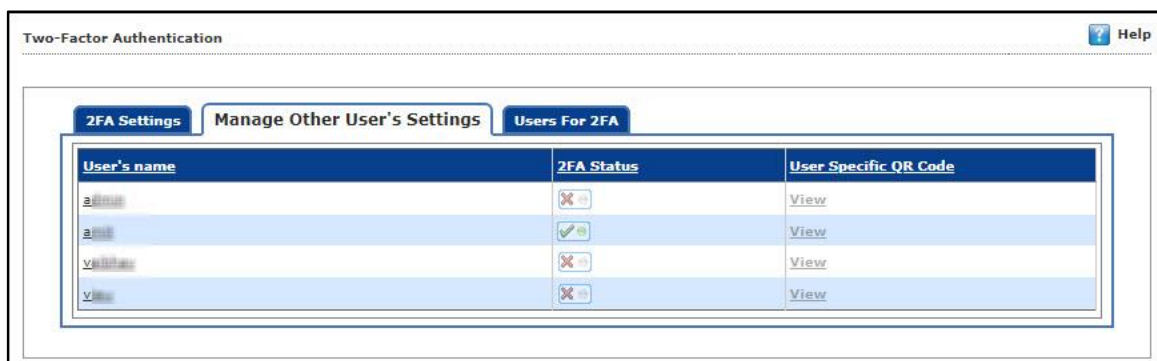 Two-Factor Authentication
Help
2FA Settings Manage Other User's Settings Users For 2FA
User's name 2FA Status User Specific QR Code
View
View
View
View